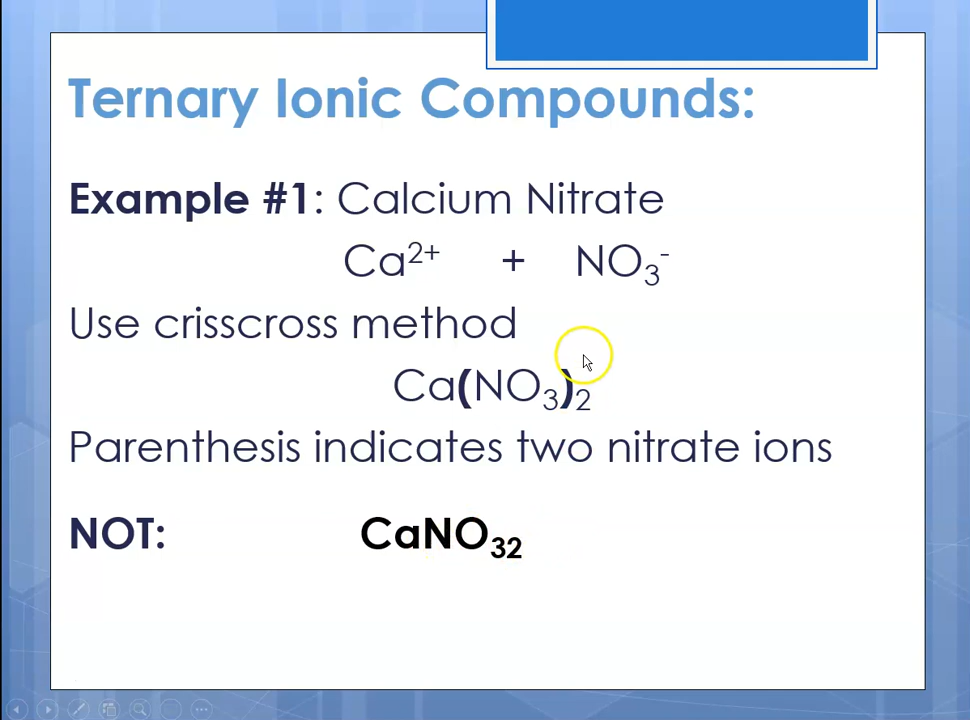 Ternary Ionic Compounds:
Example #1: Calcium Nitrate
Ca²⁺ + NO₃⁻
Use crisscross method
Ca(NO₃)₂
Parenthesis indicates two nitrate ions
NOT: CaNO₃₂